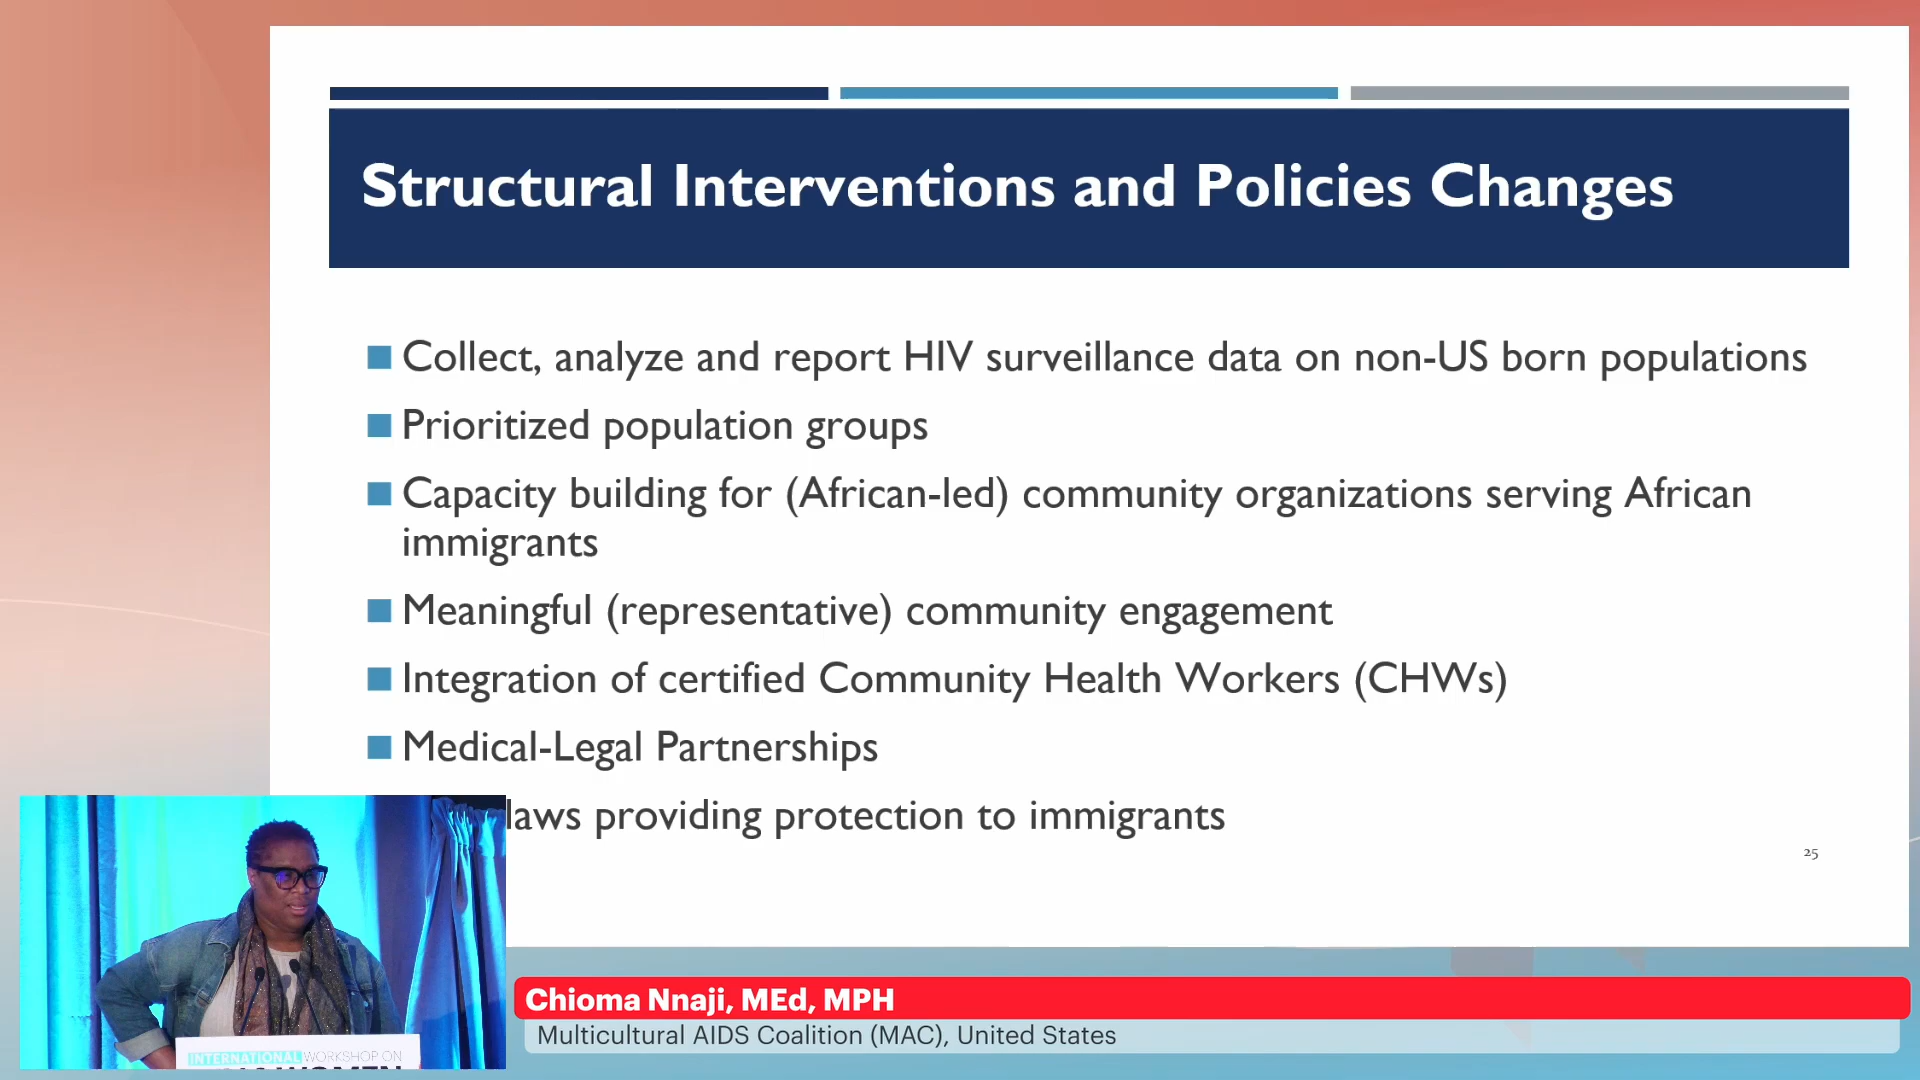 Structural Interventions and Policies Changes
Collect, analyze and report HIV surveillance data on non-US born populations
Prioritized population groups
Capacity building for (African-led) community organizations serving African
immigrants
Meaningful (representative) community engagement
Integration of certified Community Health Workers (CHWs)
Medical-Legal Partnerships
laws providing protection to immigrants
25
Chioma Nnaji, MEd, MPH
Multicultural AIDS Coalition (MAC), United States
INTERNATIONAL WORKSHOP ON
WOMEN